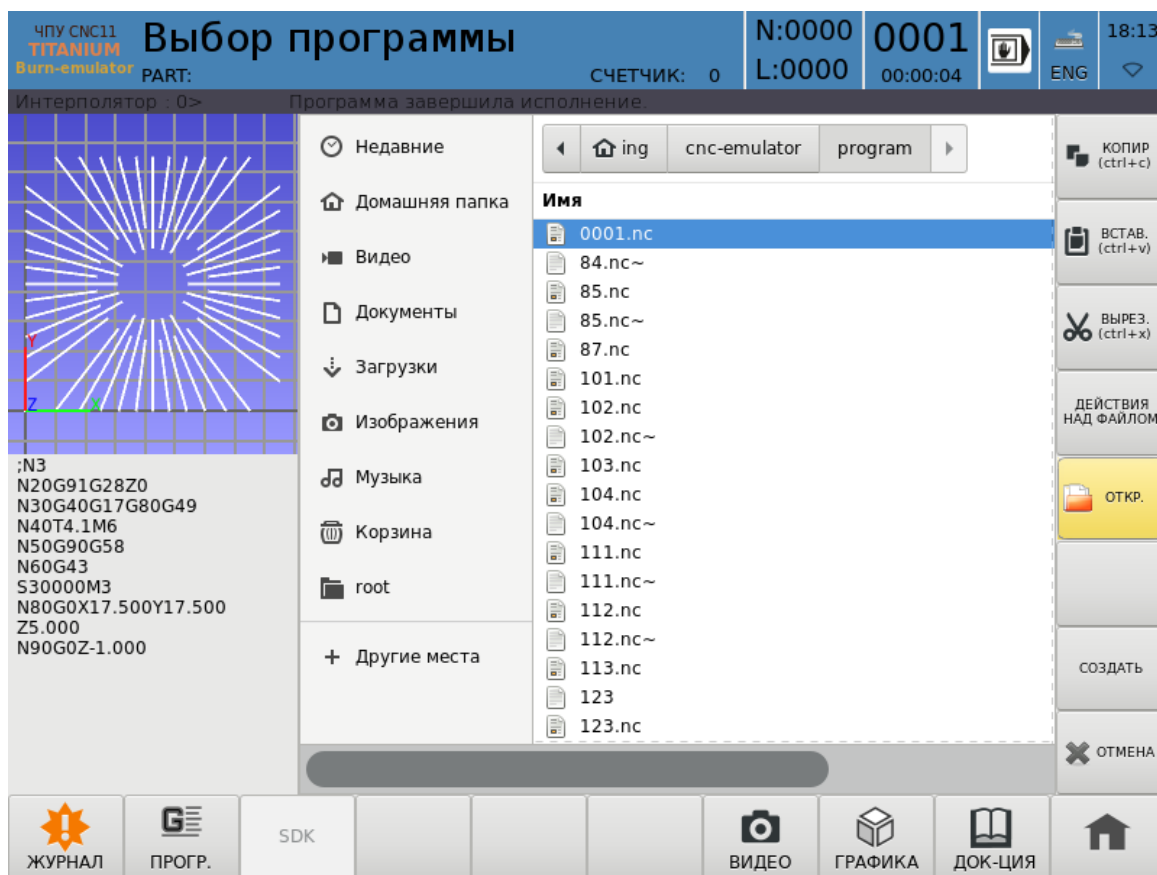 ЧПУ CNC11
TITANIUM
Burn-emulator
Выбор программы
PART:
СЧЕТЧИК: 0
N:0000
L:0000
0001
00:00:04
ENG
18:13
Интерполятор : 0>
Программа завершила исполнение.
Y
Z
X
;N3
N20G91G28Z0
N30G40G17G80G49
N40T4.1M6
N50G90G58
N60G43
S30000M3
N80G0X17.500Y17.500
Z5.000
N90G0Z-1.000
Недавние
Домашняя папка
Видео
Документы
Загрузки
Изображения
Музыка
Корзина
root
+ Другие места
ing
cnc-emulator
program
Имя
0001.nc
84.nc~
85.nc
85.nc~
87.nc
101.nc
102.nc
102.nc~
103.nc
104.nc
104.nc~
111.nc
111.nc~
112.nc
112.nc~
113.nc
123
123.nc
КОПИР
(ctrl+c)
ВСТАВ.
(ctrl+v)
ВЫРЕЗ.
(ctrl+x)
ДЕЙСТВИЯ
НАД ФАЙЛОМ
ОТКР.
СОЗДАТЬ
ОТМЕНА
ЖУРНАЛ
G
ПРОГР.
SDK
ВИДЕО
ГРАФИКА
ДОК-ЦИЯ